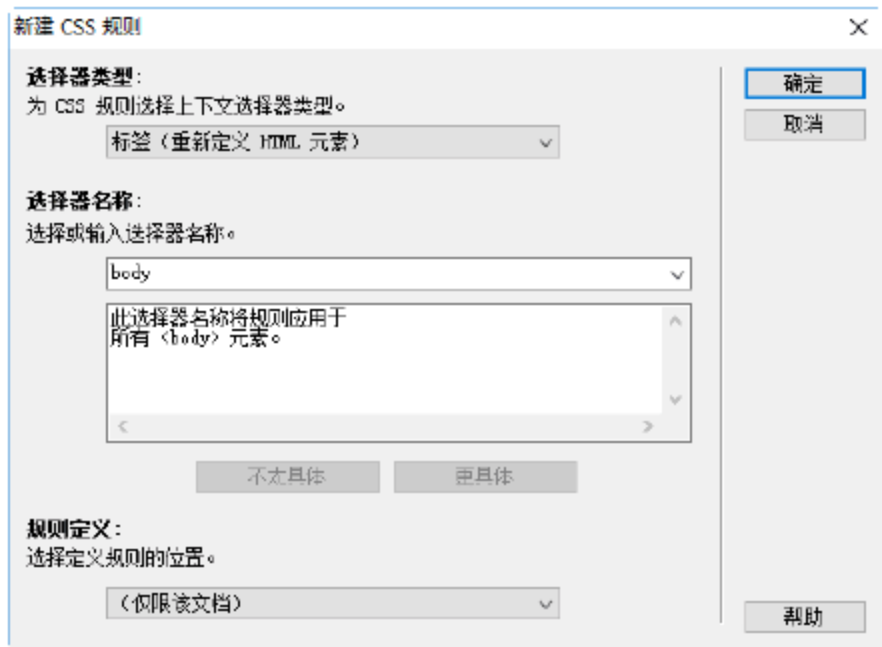 新建 CSS 规则
选择器类型:
为 CSS 规则选择上下文选择器类型。
标签（重新定义 HTML 元素）
选择器名称:
选择或输入选择器名称。
body
此选择器名称将规则应用于
所有 <body> 元素。
不太具体
更具体
规则定义:
选择定义规则的位置。
（仅限该文档）
确定
取消
帮助